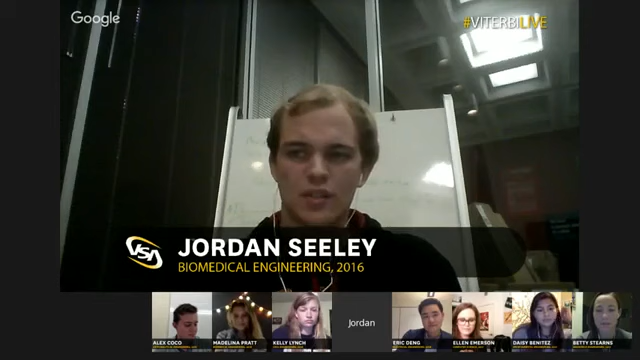 Google
#VITERBILIVE
VSA
JORDAN SEELEY
BIOMEDICAL ENGINEERING, 2016
Jordan
ALEX COCO
MADELINA PRATT
KELLY LYNCH
ERIC DENG
ELLEN EMERSON
DAISY BENITEZ
BETTY STEARNS